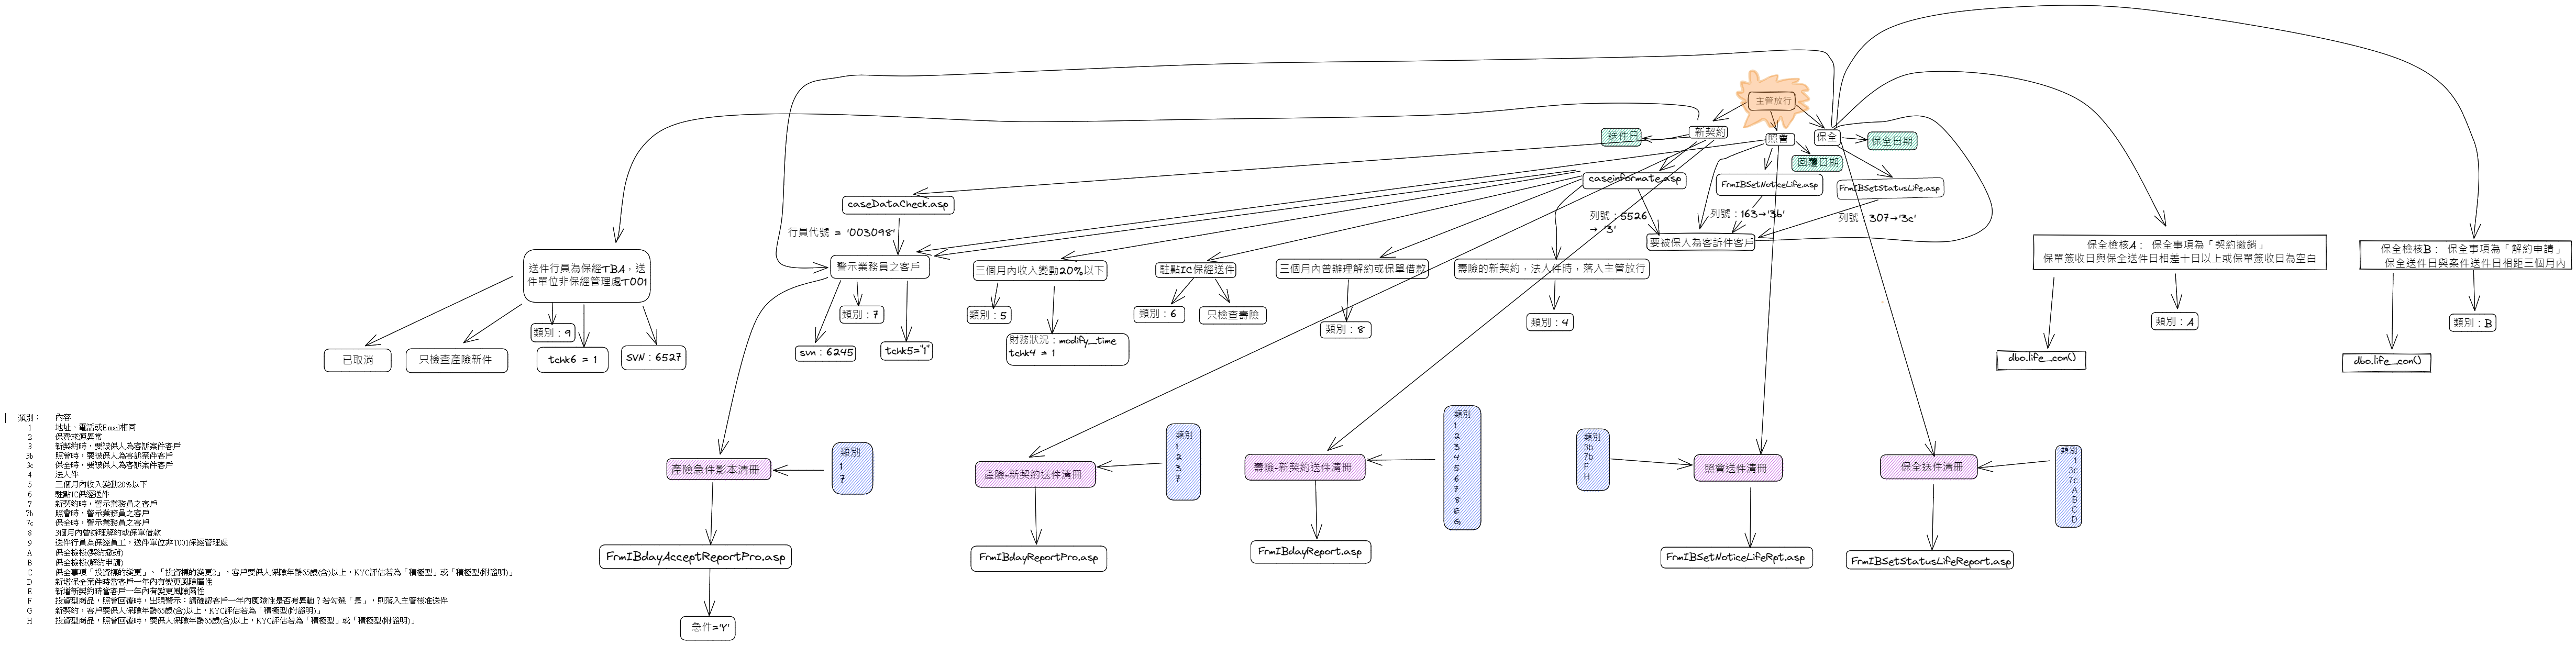 主管放行
新契約
照會
保全
送件日
保全日期
回覆日期
caseinformate.asp
FrmIBSetNoticeLife.asp
FrmIBSetStatusLife.asp
caseDataCheck.asp
行員代號 = '003098'
列號：5526
→ '3'
列號：163→'3b'
列號：307→'3c'
要被保人為客訴件客戶
送件行員為保經TBA，送
件單位非保經管理處T001
警示業務員之客戶
三個月內收入變動20%以下
駐點IC保經送件
三個月內曾辦理解約或保單借款
壽險的新契約，法人件時，落入主管放行
保全檢核A： 保全事項為「契約撤銷」
保單簽收日與保全送件日相差十日以上或保單簽收日為空白
保全檢核B： 保全事項為「解約申請」
保全送件日與案件送件日相距三個月內
已取消
只檢查產險新件
類別：9
tchk6 = 1
SVN：6527
svn：6245
類別：7
tchk5="1"
類別：5
財務狀況：modify_time
tchk4 = 1
類別：6
只檢查壽險
類別：8
類別：4
dbo.life_con()
類別：A
dbo.life_con()
類別：B
類別： 內容
1 地址、電話或Email相同
2 保費來源異常
3 新契約時，要被保人為客訴案件客戶
3b 照會時，要被保人為客訴案件客戶
3c 保全時，要被保人為客訴案件客戶
4 法人件
5 三個月內收入變動20%以下
6 駐點IC保經送件
7 新契約時，警示業務員之客戶
7b 照會時，警示業務員之客戶
7c 保全時，警示業務員之客戶
8 3個月內曾辦理解約或保單借款
9 送件行員為保經員工，送件單位非T001保經管理處
A 保全檢核(契約撤銷)
B 保全檢核(解約申請)
C 保全事項「投資標的變更」、「投資標的變更2」，客戶要保人保險年齡65歲(含)以上，KYC評估若為「積極型」或「積極型(附證明)」
D 新增保全案件時當客戶一年內有變更風險屬性
E 新增新契約時當客戶一年內有變更風險屬性
F 投資型商品，照會回覆時，出現警示：請確認客戶一年內風險性是否有異動？若勾選「是」，則落入主管核准送件
G 新契約，客戶要保人保險年齡65歲(含)以上，KYC評估若為「積極型(附證明)」
H 投資型商品，照會回覆時，要保人保險年齡65歲(含)以上，KYC評估若為「積極型」或「積極型(附證明)」
產險急件影本清冊
類別
1
7
FrmIBdayAcceptReportPro.asp
急件='Y'
產險-新契約送件清冊
類別
1
2
3
7
FrmIBdayReportPro.asp
壽險-新契約送件清冊
類別
1
2
3
4
5
6
7
8
E
G
FrmIBdayReport.asp
類別
3b
7b
F
H
照會送件清冊
FrmIBSetNoticeLifeRpt.asp
保全送件清冊
類別
1
3c
7c
A
B
C
D
FrmIBSetStatusLifeReport.asp